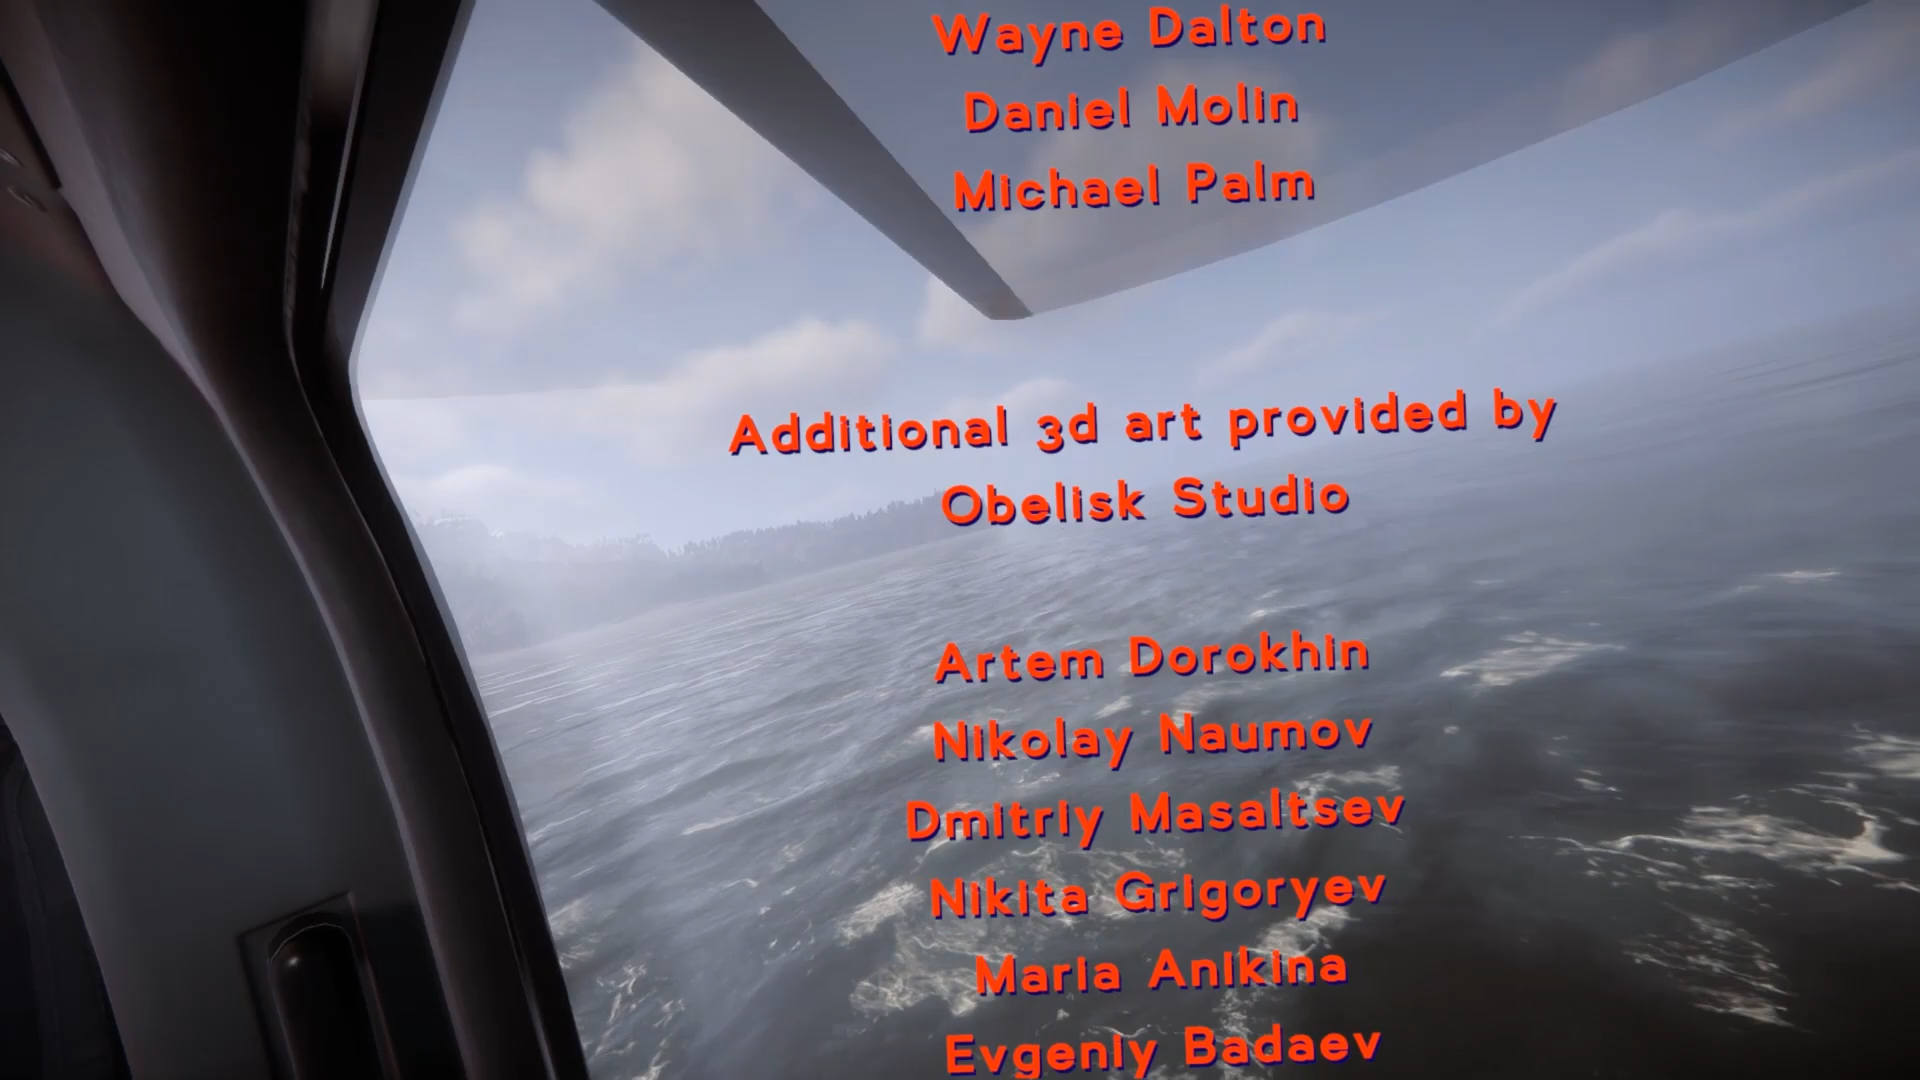 Wayne Dalton
Daniel Molin
Michael Palm
Additional 3d art provided by
Obelisk Studio
Artem Dorokhin
Nikolay Naumov
Dmitriy Masaltsev
Nikita Grigoryev
Maria Anikina
Evgeniy Badaev